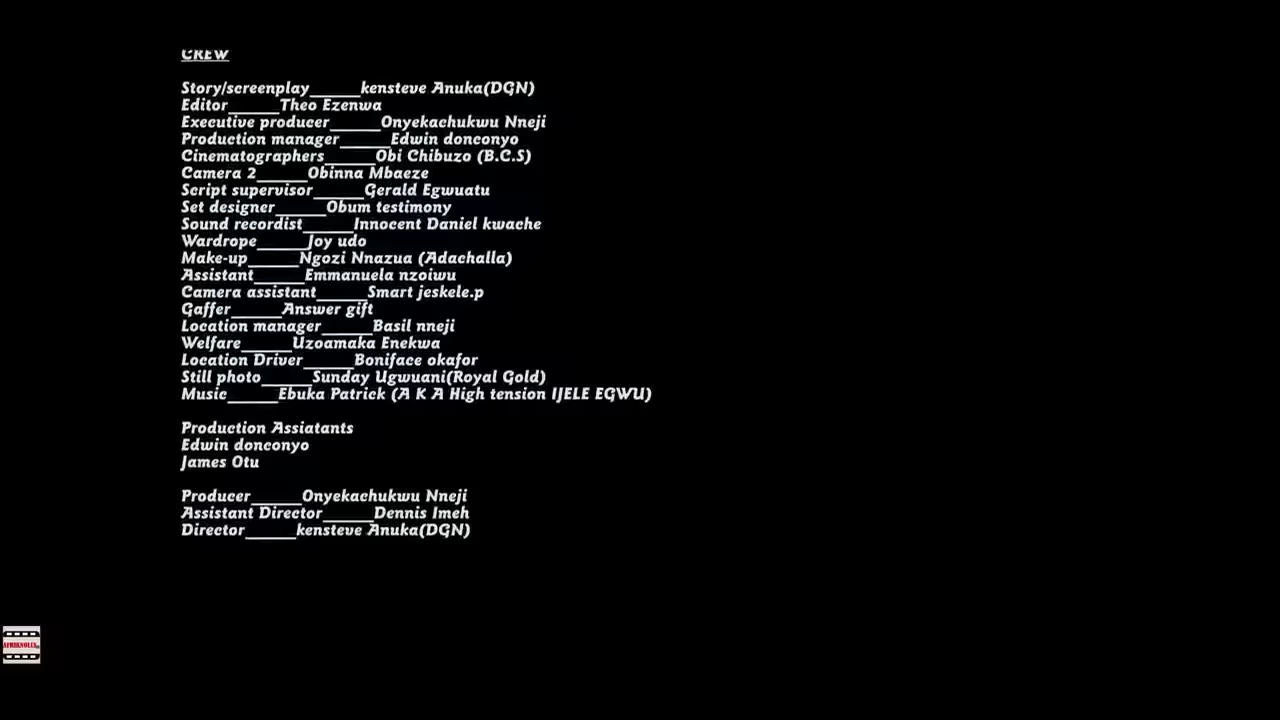 CREW
Story/screenplay______kensteve Anuka(DGN)
Editor______Theo Ezenwa
Executive producer______Onyekachukwu Nneji
Production manager______Edwin donconyo
Cinematographers______Obi Chibuzo (B.C.S)
Camera 2______Obinna Mbaeze
Script supervisor______Gerald Egwuatu
Set designer______Obum testimony
Sound recordist______Innocent Daniel kwache
Wardrope______Joy udo
Make-up______Ngozi Nnazua (Adachalla)
Assistant______Emmanuela nzoiwu
Camera assistant______Smart jeskele.p
Gaffer______Answer gift
Location manager______Basil nneji
Welfare______Uzoamaka Enekwa
Location Driver______Boniface okafor
Still photo______Sunday Ugwuani(Royal Gold)
Music______Ebuka Patrick (A K A High tension IJELE EGWU)
Production Assiatants
Edwin donconyo
James Otu
Producer______Onyekachukwu Nneji
Assistant Director______Dennis Imeh
Director______kensteve Anuka(DGN)